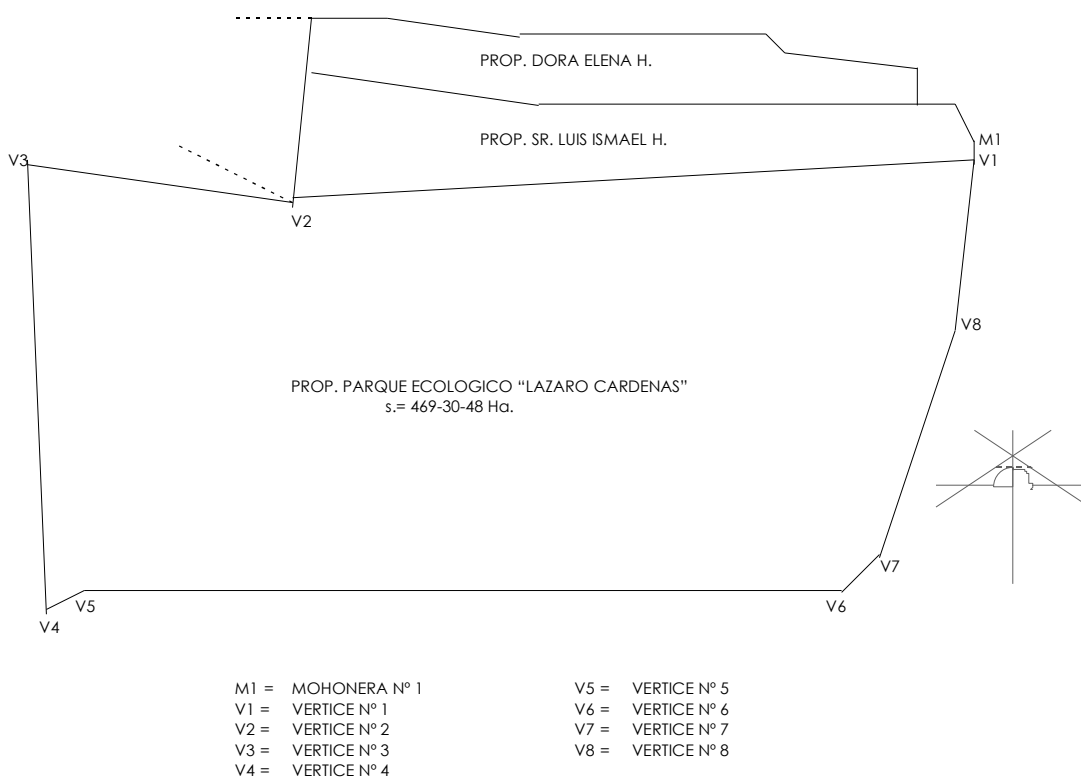 PROP. DORA ELENA H.
PROP. SR. LUIS ISMAEL H.
M1
V1
V3
V2
V8
PROP. PARQUE ECOLOGICO “LAZARO CARDENAS”
s.= 469-30-48 Ha.
V7
V5
V6
V4
M1 = MOHONERA Nº 1
V1 = VERTICE Nº 1
V2 = VERTICE Nº 2
V3 = VERTICE Nº 3
V4 = VERTICE Nº 4
V5 = VERTICE Nº 5
V6 = VERTICE Nº 6
V7 = VERTICE Nº 7
V8 = VERTICE Nº 8